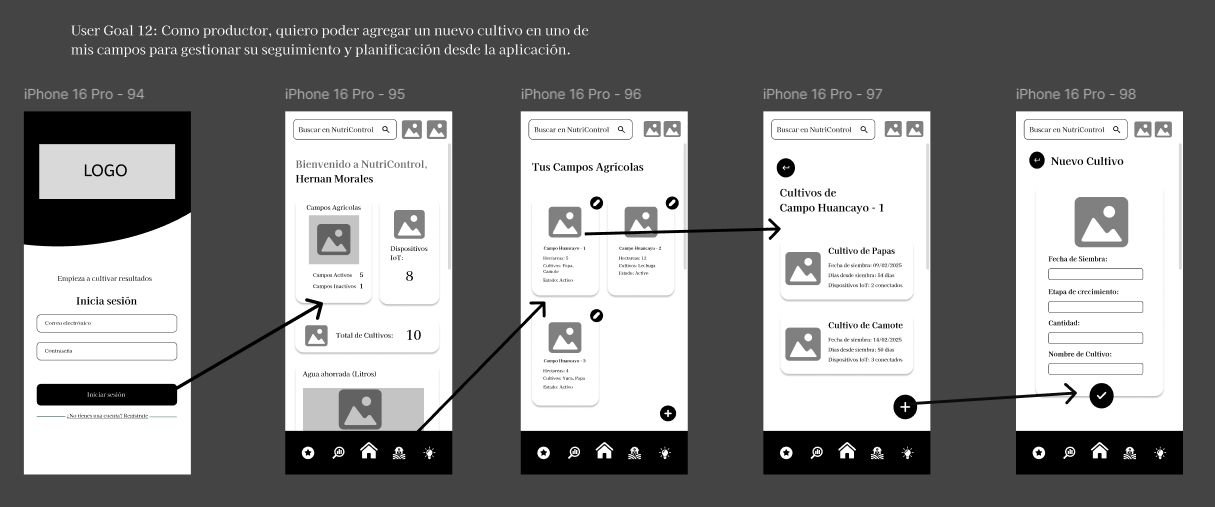 User Goal 12: Como productor, quiero poder agregar un nuevo cultivo en uno de
mis campos para gestionar su seguimiento y planificación desde la aplicación.
iPhone 16 Pro - 94
LOGO
Empieza a cultivar resultados
Inicia sesión
Correo electrónico
Contraseña
Iniciar sesión
¿No tienes una cuenta? Regístrate
iPhone 16 Pro - 95
Buscar en NutriControl
Bienvenido a NutriControl,
Hernan Morales
Campos Agrícolas
Campos Activos 5
Campos Inactivos 1
Dispositivos
IoT:
8
Total de Cultivos: 10
Agua ahorrada (Litros)
iPhone 16 Pro - 96
Buscar en NutriControl
Tus Campos Agrícolas
Campo Huancayo - 1
Hectareas: 5
Cultivos: Papa,
Camote
Estado: Activo
Campo Huancayo - 2
Hectareas: 12
Cultivos: Lechuga
Estado: Activo
Campo Huancayo - 3
Hectareas: 4
Cultivos: Yuca, Papa
Estado: Activo
iPhone 16 Pro - 97
Buscar en NutriControl
Cultivos de
Campo Huancayo - 1
Cultivo de Papas
Fecha de siembra: 09/02/2025
Días desde siembra: 54 días
Dispositivos IoT: 2 conectados
Cultivo de Camote
Fecha de siembra: 14/02/2025
Días desde siembra: 50 días
Dispositivos IoT: 3 conectados
iPhone 16 Pro - 98
Buscar en NutriControl
Nuevo Cultivo
Fecha de Siembra:
Etapa de crecimiento:
Cantidad:
Nombre de Cultivo: